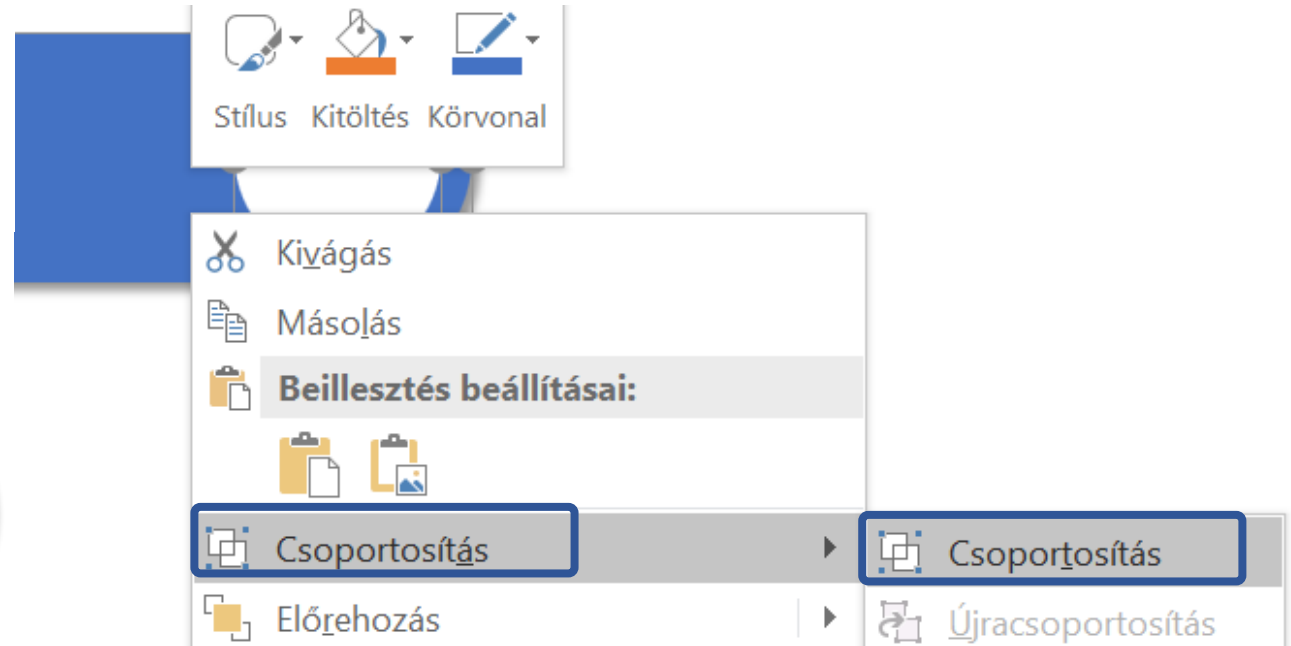 Stílus Kitöltés Körvonal
Kivágás
Másolás
Beillesztés beállításai:
Csoportosítás
Csoportosítás
Előrehozás
Újracsoportosítás